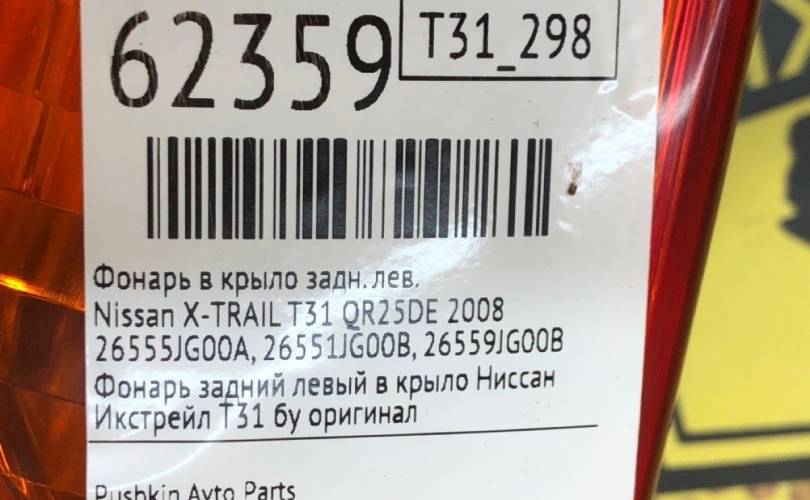 62359
T31_298
Фонарь в крыло задн. лев.
Nissan X-TRAIL T31 QR25DE 2008
26555JG00A, 26551JG00B, 26559JG00B
Фонарь задний левый в крыло Ниссан
Икстрейл Т31 бу оригинал
Pushkin Avto Parts